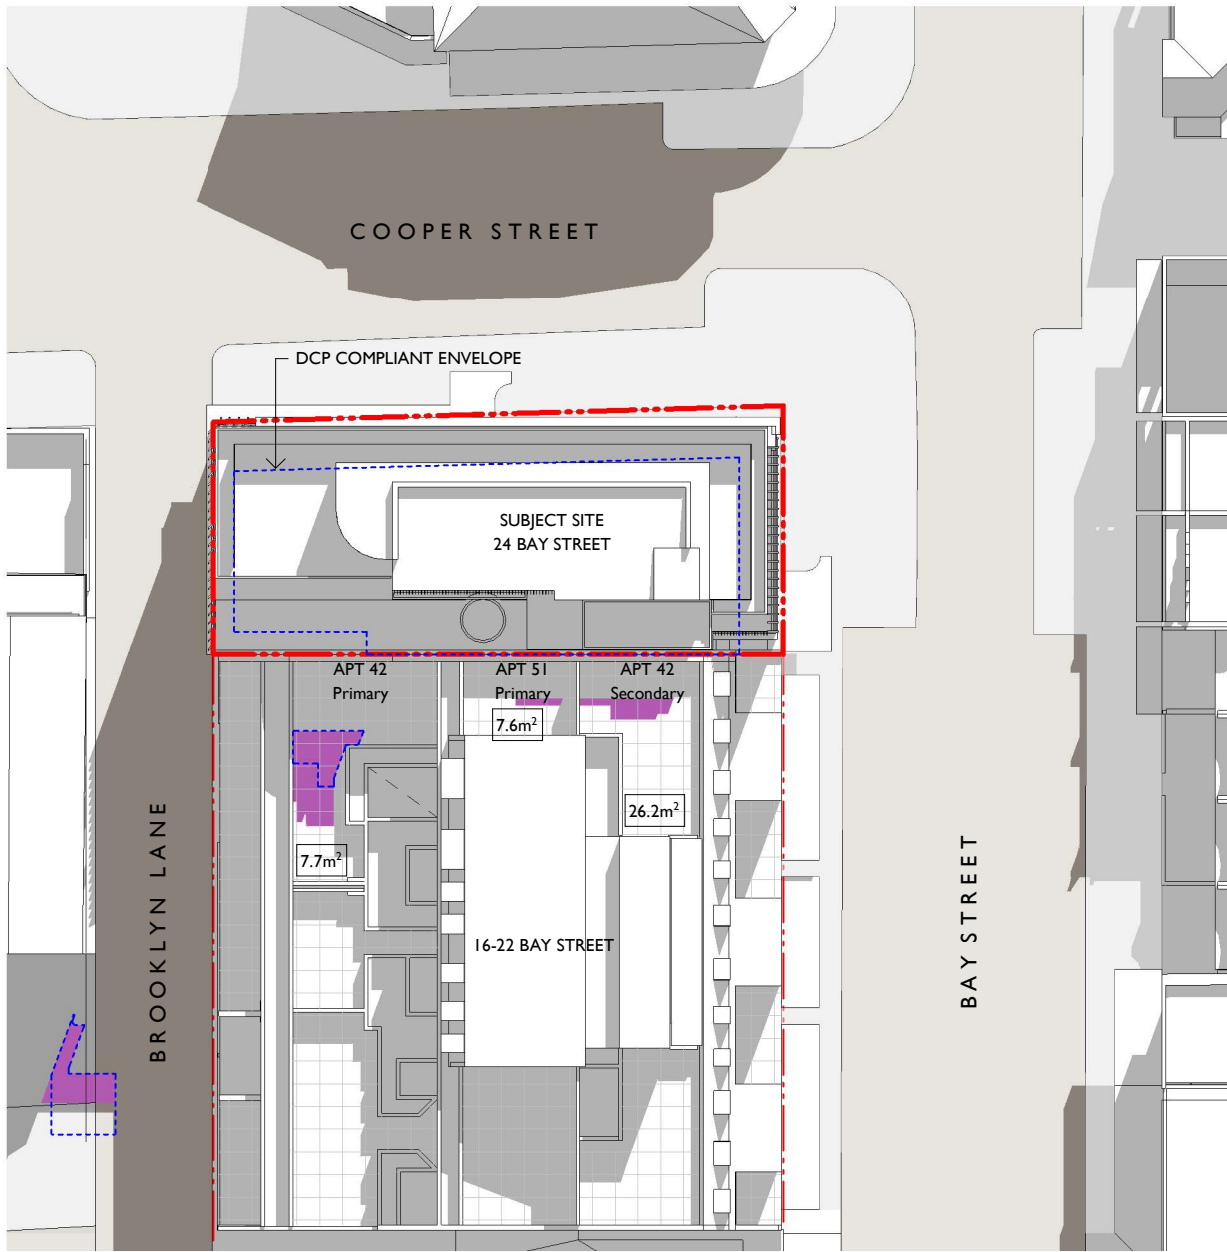 COOPER STREET
DCP COMPLIANT ENVELOPE
SUBJECT SITE
24 BAY STREET
APT 42
Primary
APT 51
Primary
APT 42
Secondary
7.6m²
26.2m²
7.7m²
16-22 BAY STREET
BROOKLYN LANE
BAY STREET